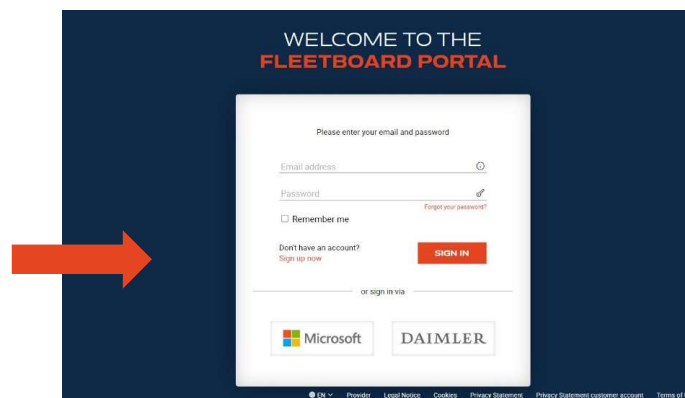 WELCOME TO THE
FLEETBOARD PORTAL
Please enter your email and password
Email address
Password
Forgot your password?
Remember me
Don't have an account?
Sign up now
SIGN IN
or sign in via
Microsoft
DAIMLER
EN Provider Legal Notice Cookies Privacy Statement Privacy Statement customer account Terms of